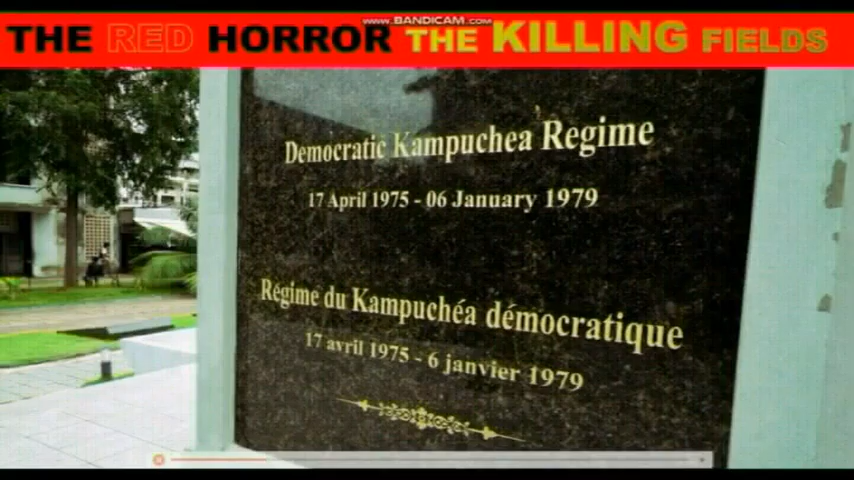 WWW.BANDICAM.COM
THE RED HORROR THE KILLING FIELDS
Democratic Kampuchea Regime
17 April 1975 - 06 January 1979
Régime du Kampuchéa démocratique
17 avril 1975 - 6 janvier 1979